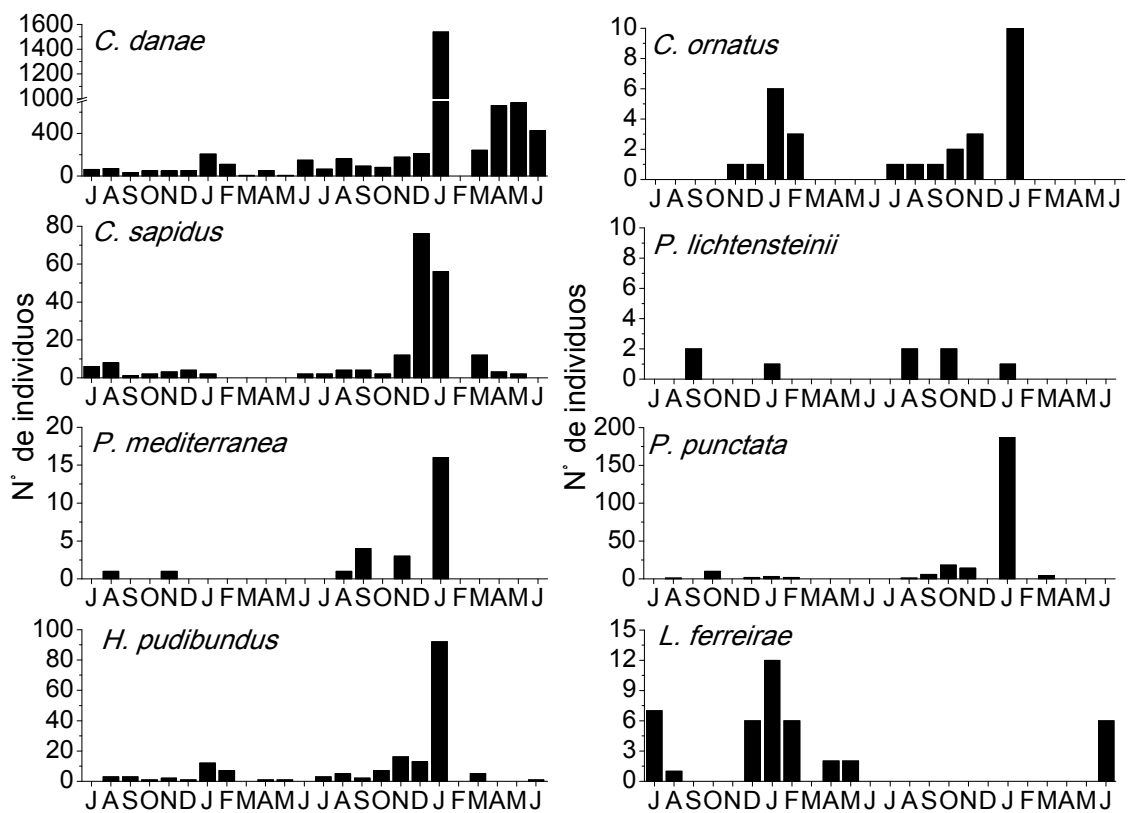 C. danae
1600
1400
1200
1000
400
0
J A S O N D J F M A M J J A S O N D J F M A M J
C. ornatus
10
8
6
4
2
0
J A S O N D J F M A M J J A S O N D J F M A M J
C. sapidus
80
60
40
20
0
J A S O N D J F M A M J J A S O N D J F M A M J
P. lichtensteinii
10
8
6
4
2
0
J A S O N D J F M A M J J A S O N D J F M A M J
N° de individuos
N° de individuos
P. mediterranea
20
15
10
5
0
J A S O N D J F M A M J J A S O N D J F M A M J
P. punctata
200
150
100
50
0
J A S O N D J F M A M J J A S O N D J F M A M J
H. pudibundus
100
80
60
40
20
0
J A S O N D J F M A M J J A S O N D J F M A M J
L. ferreirae
15
12
9
6
3
0
J A S O N D J F M A M J J A S O N D J F M A M J